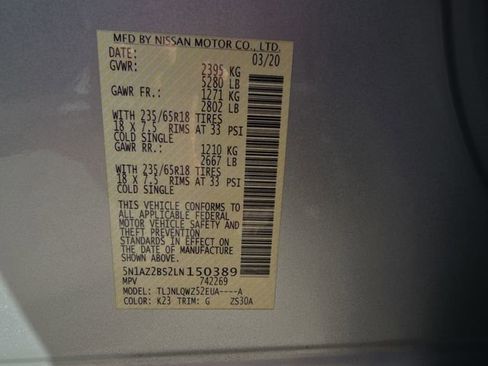 MFD BY NISSAN MOTOR CO., LTD.
DATE: 03/20
GVWR: 2395 KG
5280 LB
GAWR FR.: 1271 KG
2802 LB
WITH 235/65R18 TIRES
18 X 7.5 RIMS AT 33 PSI
COLD SINGLE
GAWR RR.: 1210 KG
2667 LB
WITH 235/65R18 TIRES
18 X 7.5 RIMS AT 33 PSI
COLD SINGLE
THIS VEHICLE CONFORMS TO
ALL APPLICABLE FEDERAL
MOTOR VEHICLE SAFETY AND
THEFT PREVENTION
STANDARDS IN EFFECT ON
THE DATE OF MANUFACTURE
SHOWN ABOVE.
5N1AZ2BS2LN150389
MPV 742269
MODEL: TLJNLQWZ52EUA----A
COLOR: K23 TRIM: G ZS30A